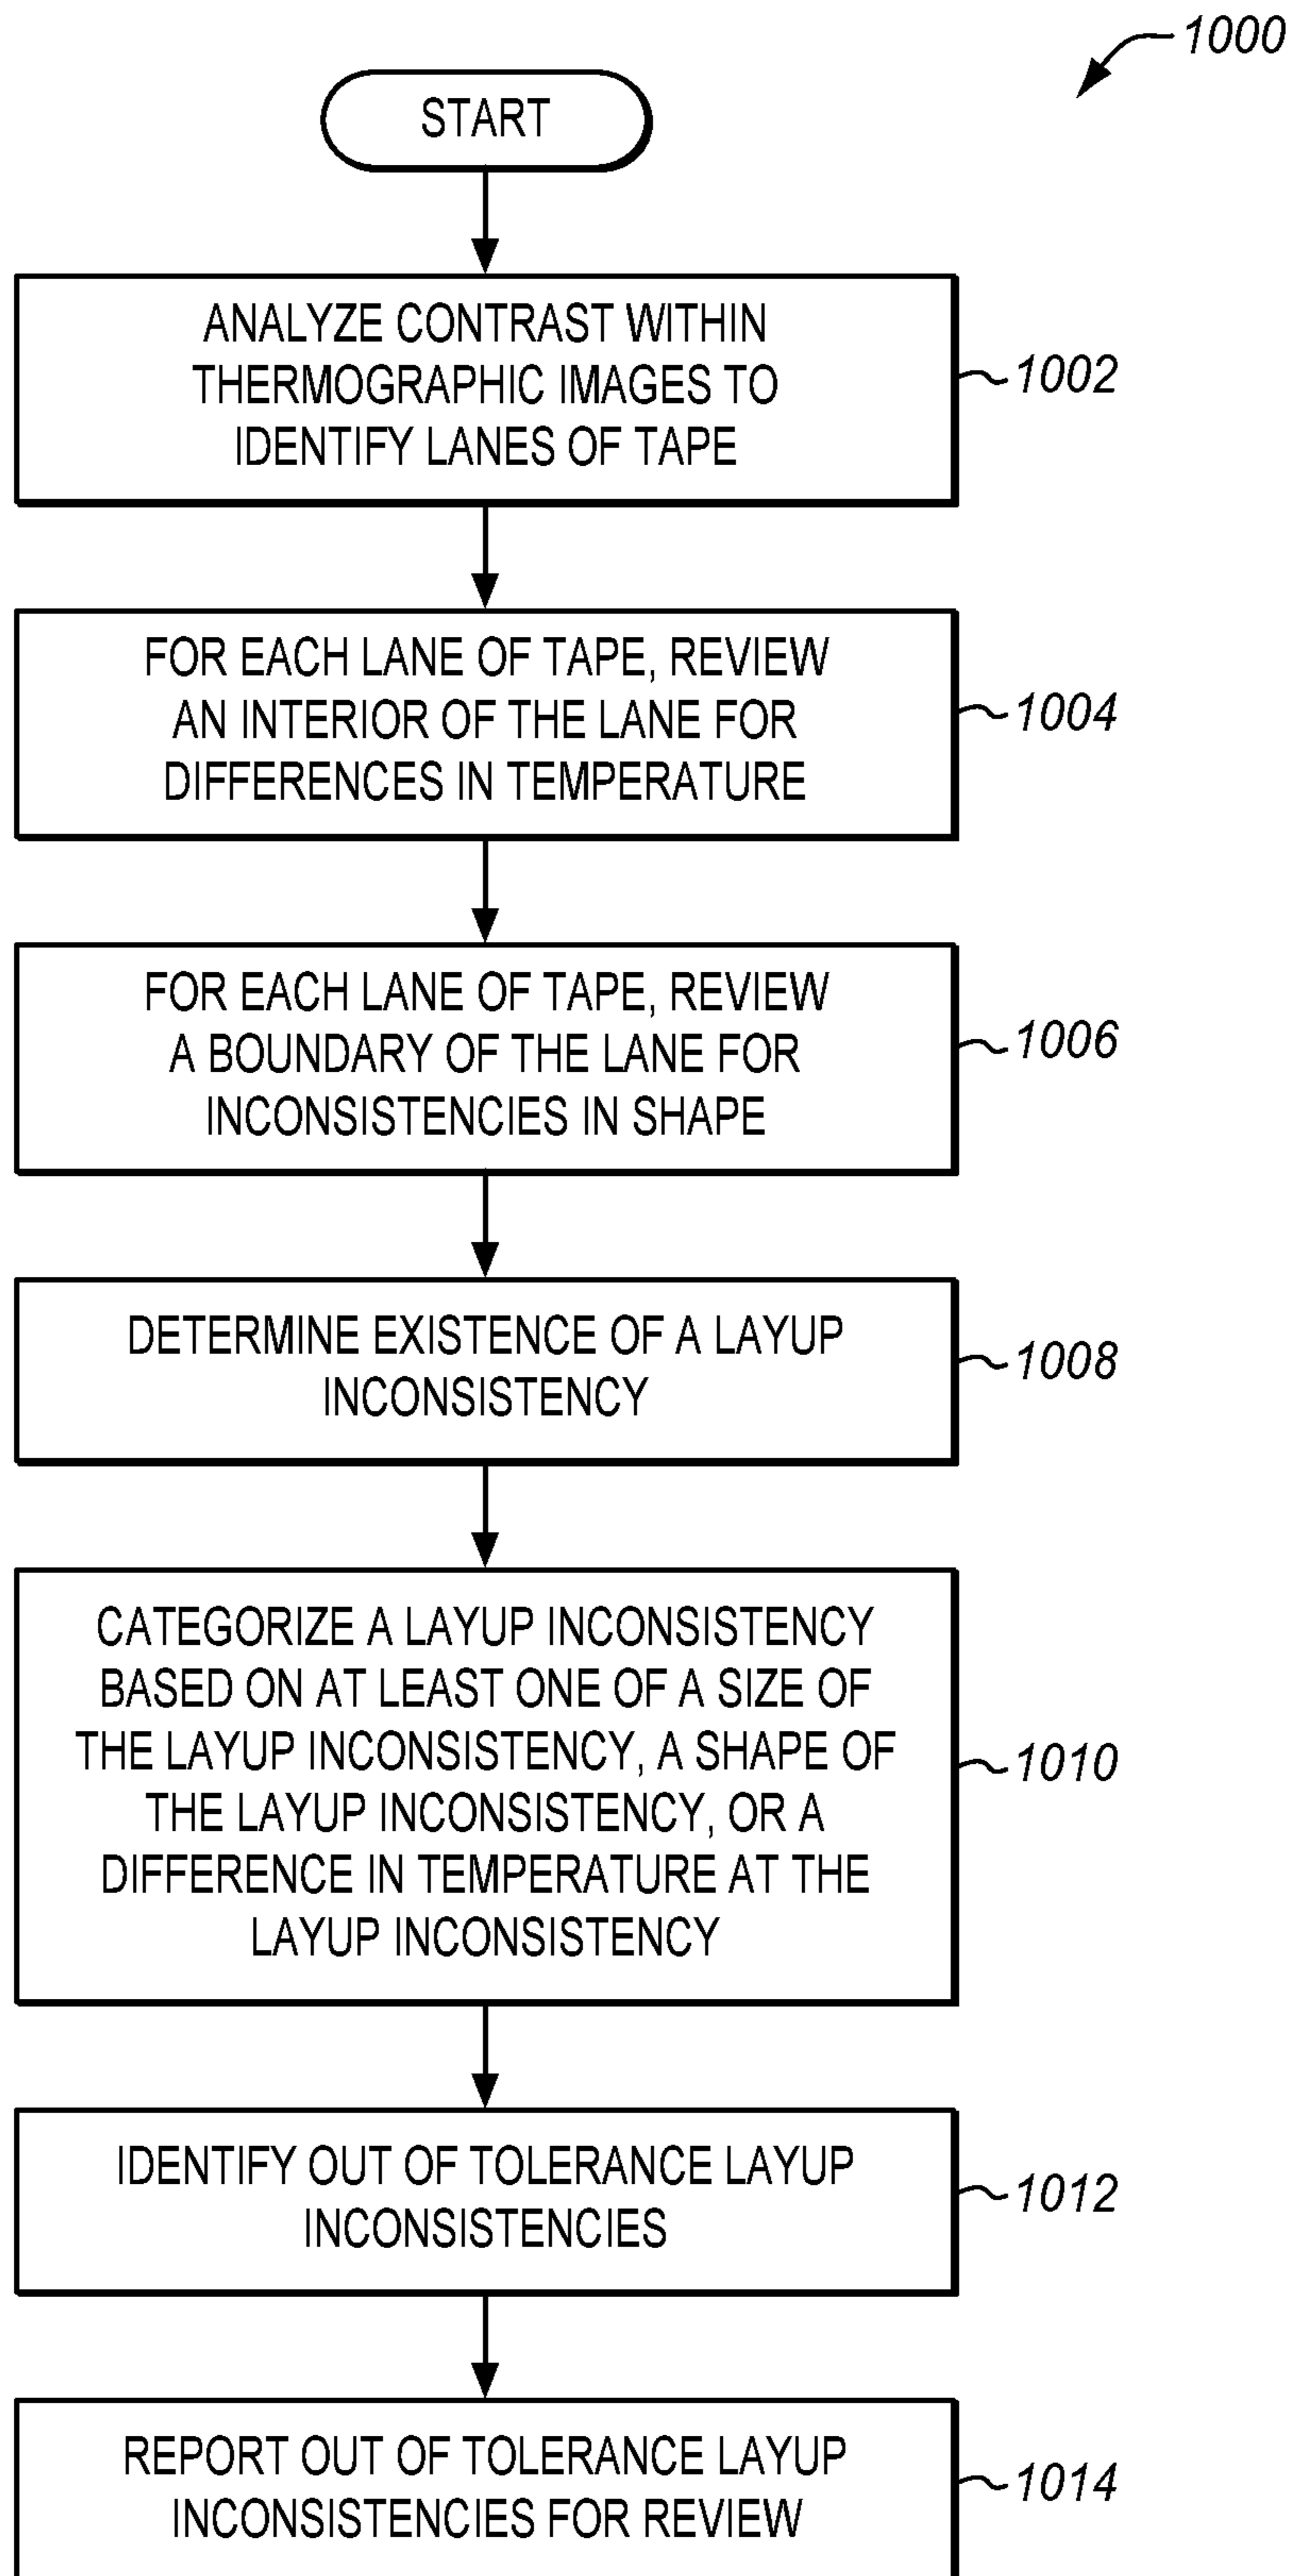 1000
START
ANALYZE CONTRAST WITHIN
THERMOGRAPHIC IMAGES TO
IDENTIFY LANES OF TAPE
1002
FOR EACH LANE OF TAPE, REVIEW
AN INTERIOR OF THE LANE FOR
DIFFERENCES IN TEMPERATURE
1004
FOR EACH LANE OF TAPE, REVIEW
A BOUNDARY OF THE LANE FOR
INCONSISTENCIES IN SHAPE
1006
DETERMINE EXISTENCE OF A LAYUP
INCONSISTENCY
1008
CATEGORIZE A LAYUP INCONSISTENCY
BASED ON AT LEAST ONE OF A SIZE OF
THE LAYUP INCONSISTENCY, A SHAPE OF
THE LAYUP INCONSISTENCY, OR A
DIFFERENCE IN TEMPERATURE AT THE
LAYUP INCONSISTENCY
1010
IDENTIFY OUT OF TOLERANCE LAYUP
INCONSISTENCIES
1012
REPORT OUT OF TOLERANCE LAYUP
INCONSISTENCIES FOR REVIEW
1014